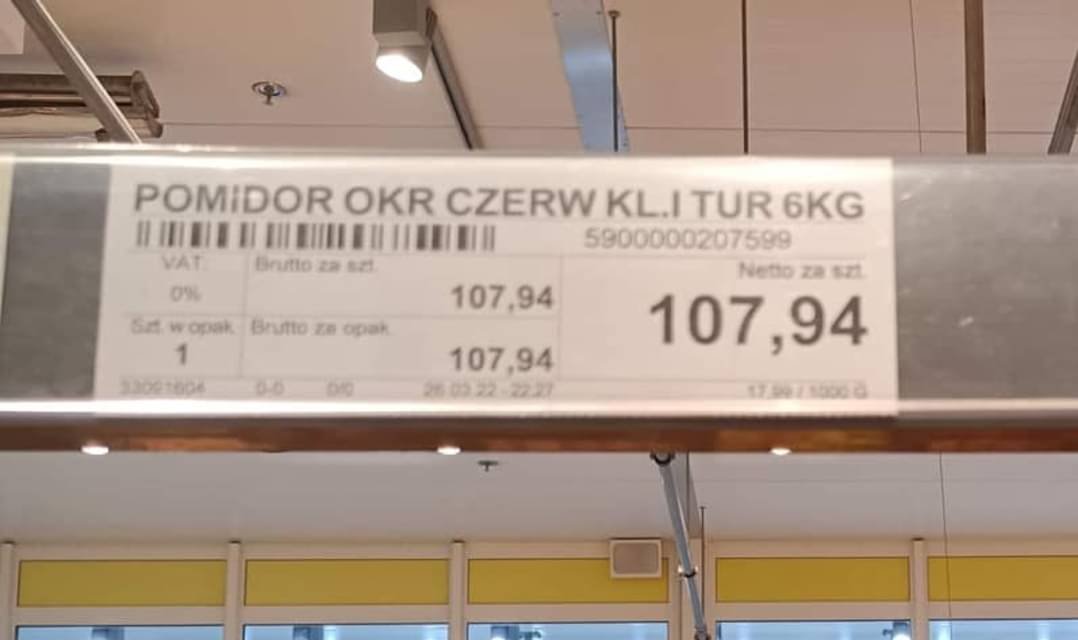 POMiDOR OKR CZERW KL.I TUR 6KG
5900000207599
VAT: Brutto za szt. Netto za szt.
0% 107,94 107,94
Szt. w opak. Brutto za opak.
1 107,94
33091604 0-0 0/0 26.03.22 - 22:27 17,99 / 1000 G